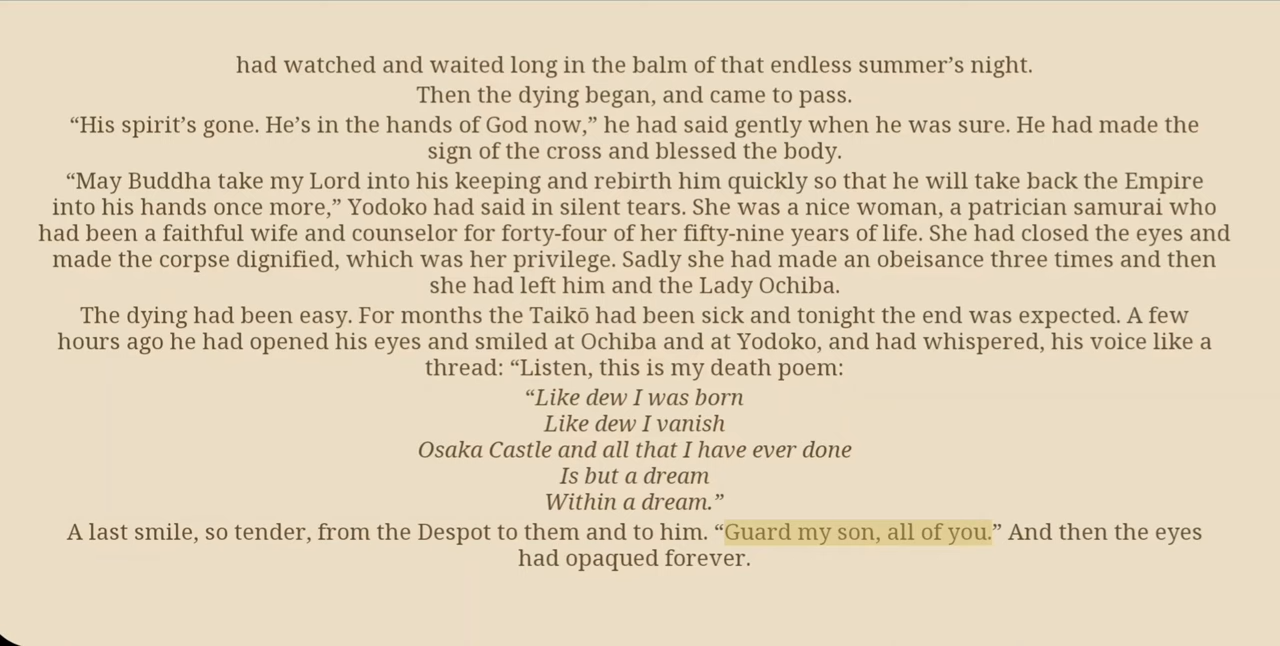 had watched and waited long in the balm of that endless summer’s night.
Then the dying began, and came to pass.
“His spirit’s gone. He’s in the hands of God now,” he had said gently when he was sure. He had made the
sign of the cross and blessed the body.
“May Buddha take my Lord into his keeping and rebirth him quickly so that he will take back the Empire
into his hands once more,” Yodoko had said in silent tears. She was a nice woman, a patrician samurai who
had been a faithful wife and counselor for forty-four of her fifty-nine years of life. She had closed the eyes and
made the corpse dignified, which was her privilege. Sadly she had made an obeisance three times and then
she had left him and the Lady Ochiba.
The dying had been easy. For months the Taikō had been sick and tonight the end was expected. A few
hours ago he had opened his eyes and smiled at Ochiba and at Yodoko, and had whispered, his voice like a
thread: “Listen, this is my death poem:
“Like dew I was born
Like dew I vanish
Osaka Castle and all that I have ever done
Is but a dream
Within a dream.”
A last smile, so tender, from the Despot to them and to him. “Guard my son, all of you.” And then the eyes
had opaqued forever.